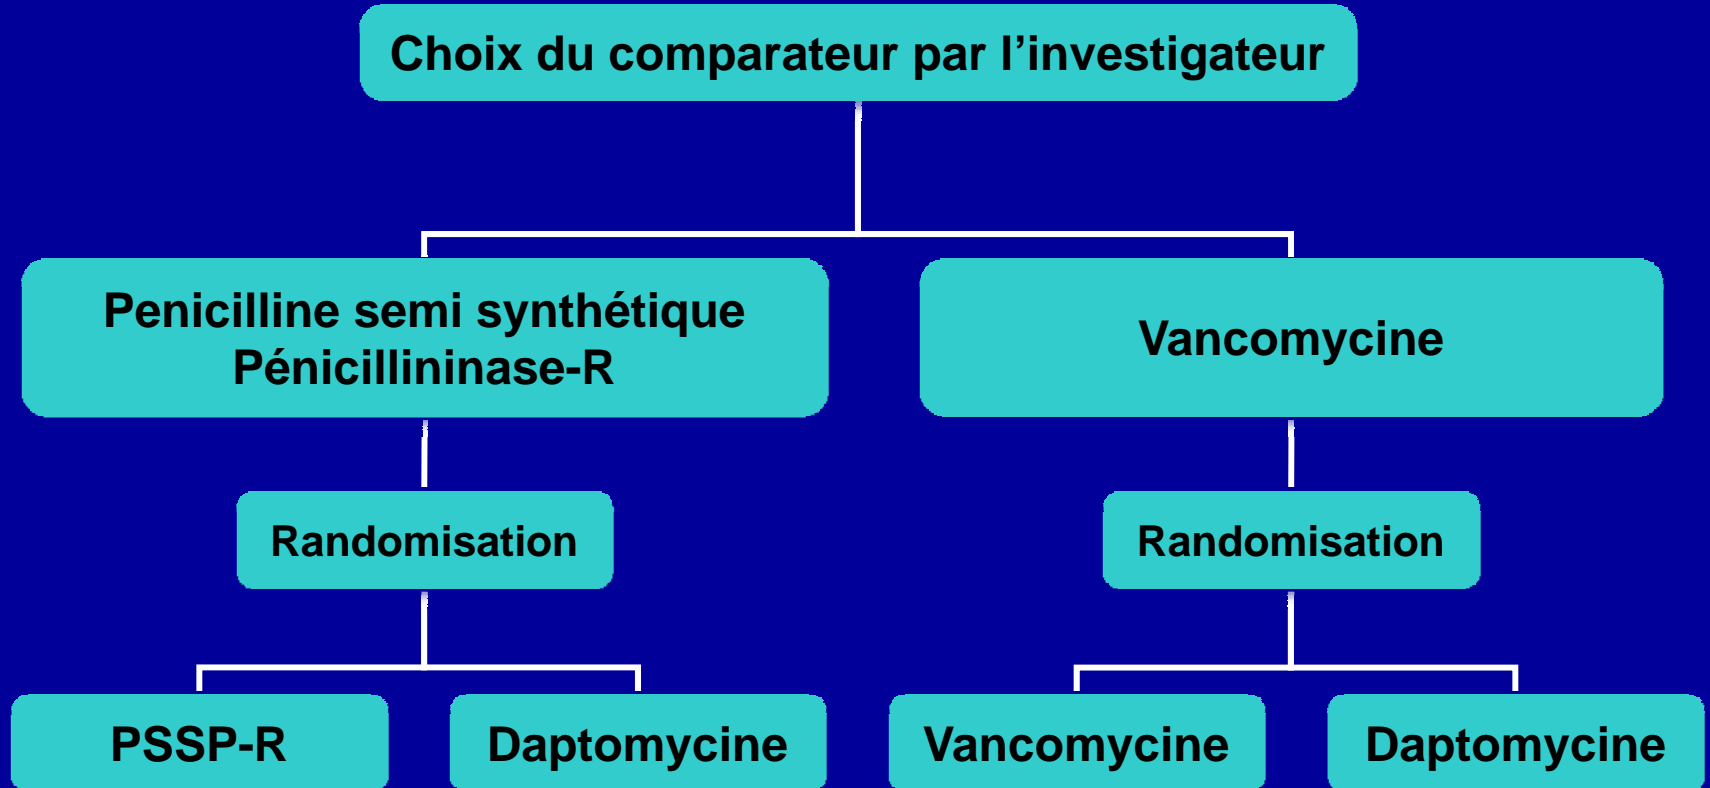 Choix du comparateur par l’investigateur
Penicilline semi synthétique
Pénicillininase-R
Vancomycine
Randomisation
Randomisation
PSSP-R
Daptomycine
Vancomycine
Daptomycine